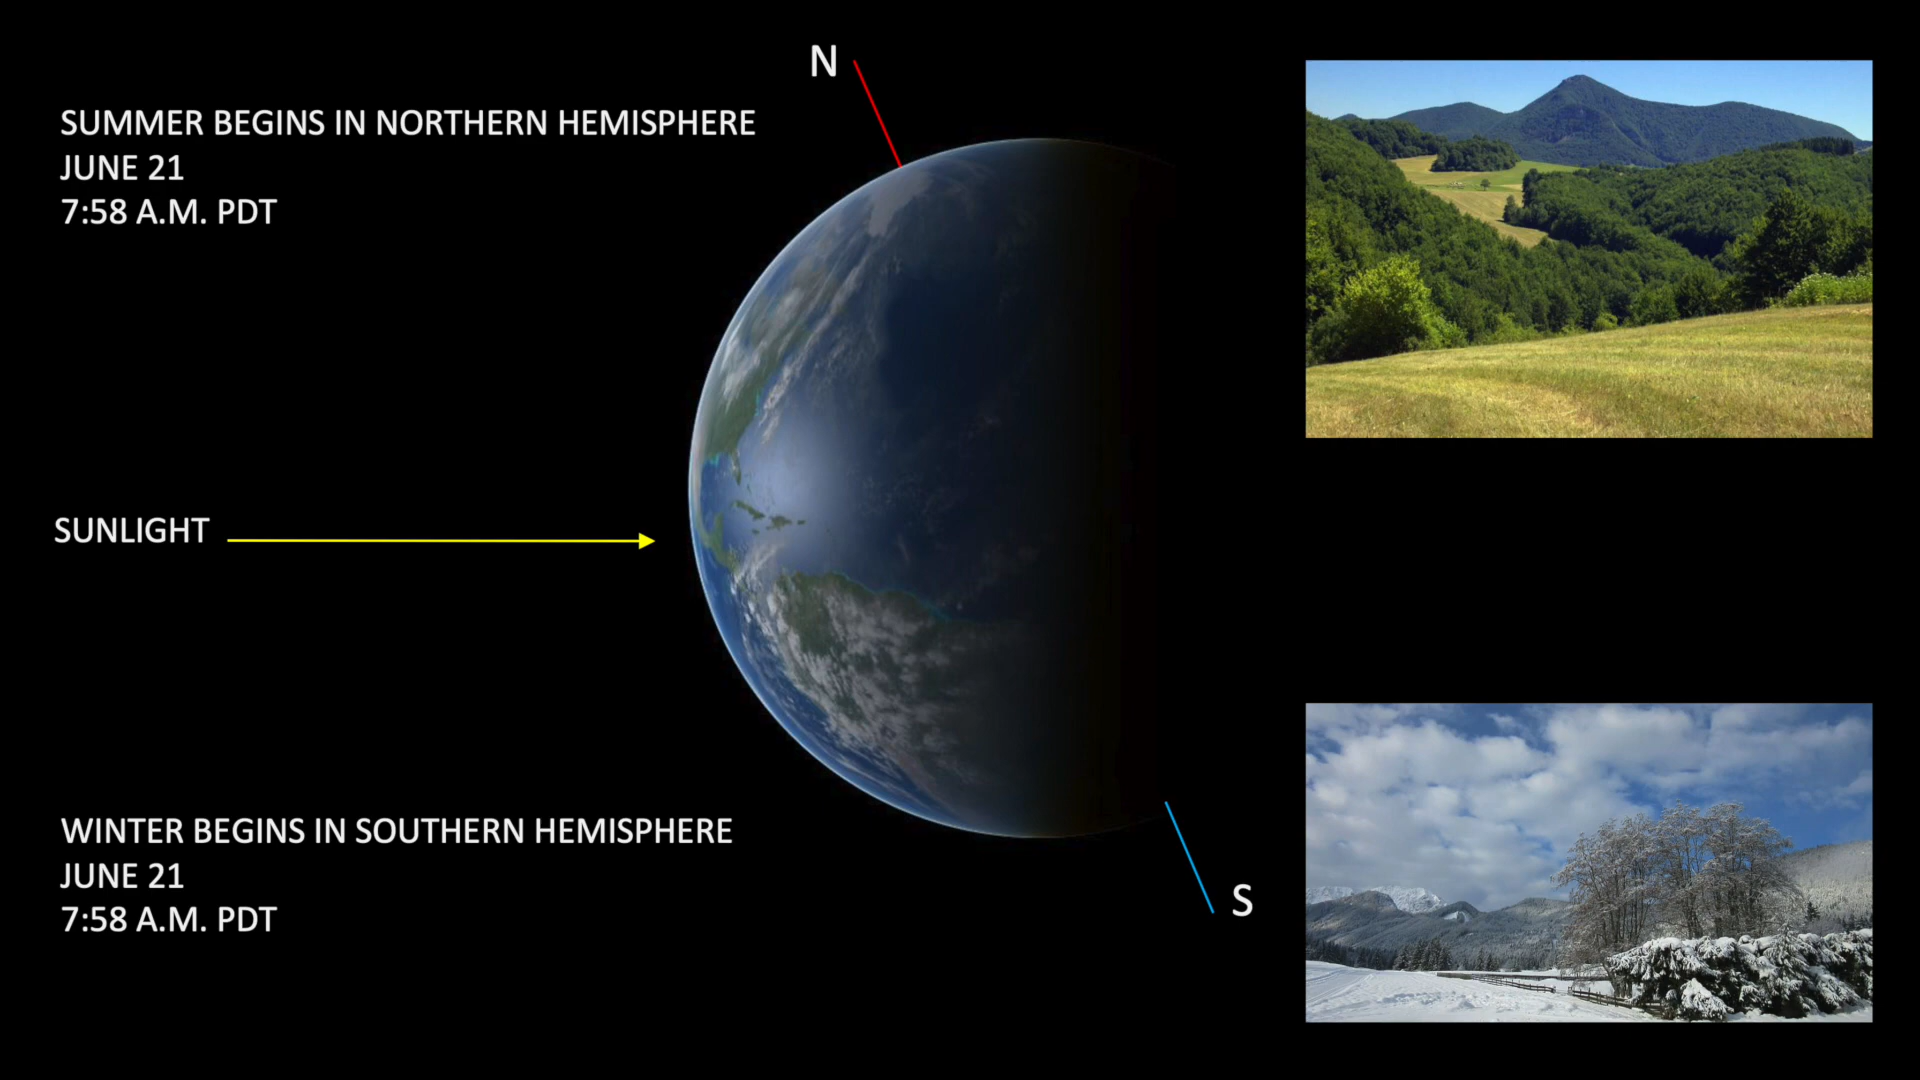 N
SUMMER BEGINS IN NORTHERN HEMISPHERE
JUNE 21
7:58 A.M. PDT
SUNLIGHT
WINTER BEGINS IN SOUTHERN HEMISPHERE
JUNE 21
7:58 A.M. PDT
S